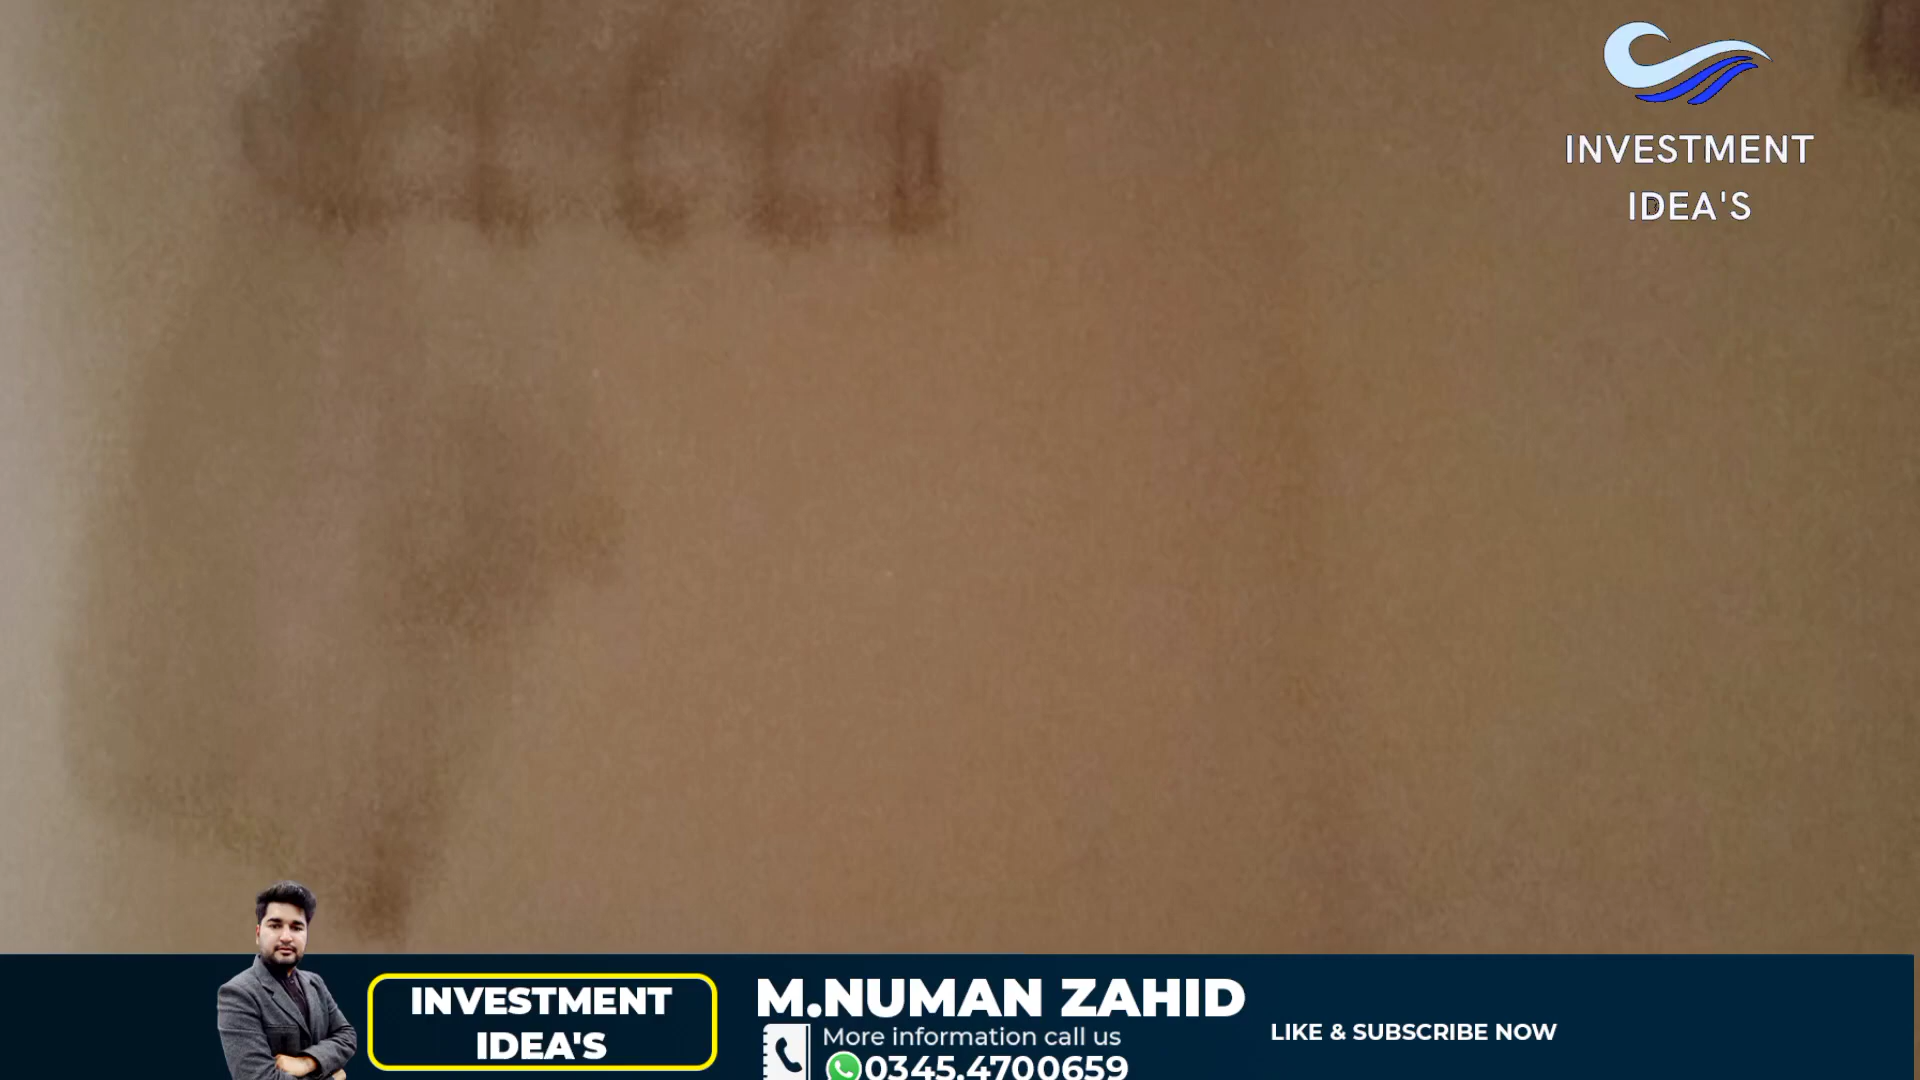 INVESTMENT
IDEA'S
INVESTMENT
IDEA'S
M.NUMAN ZAHID
More information call us
0345.4700659
LIKE & SUBSCRIBE NOW